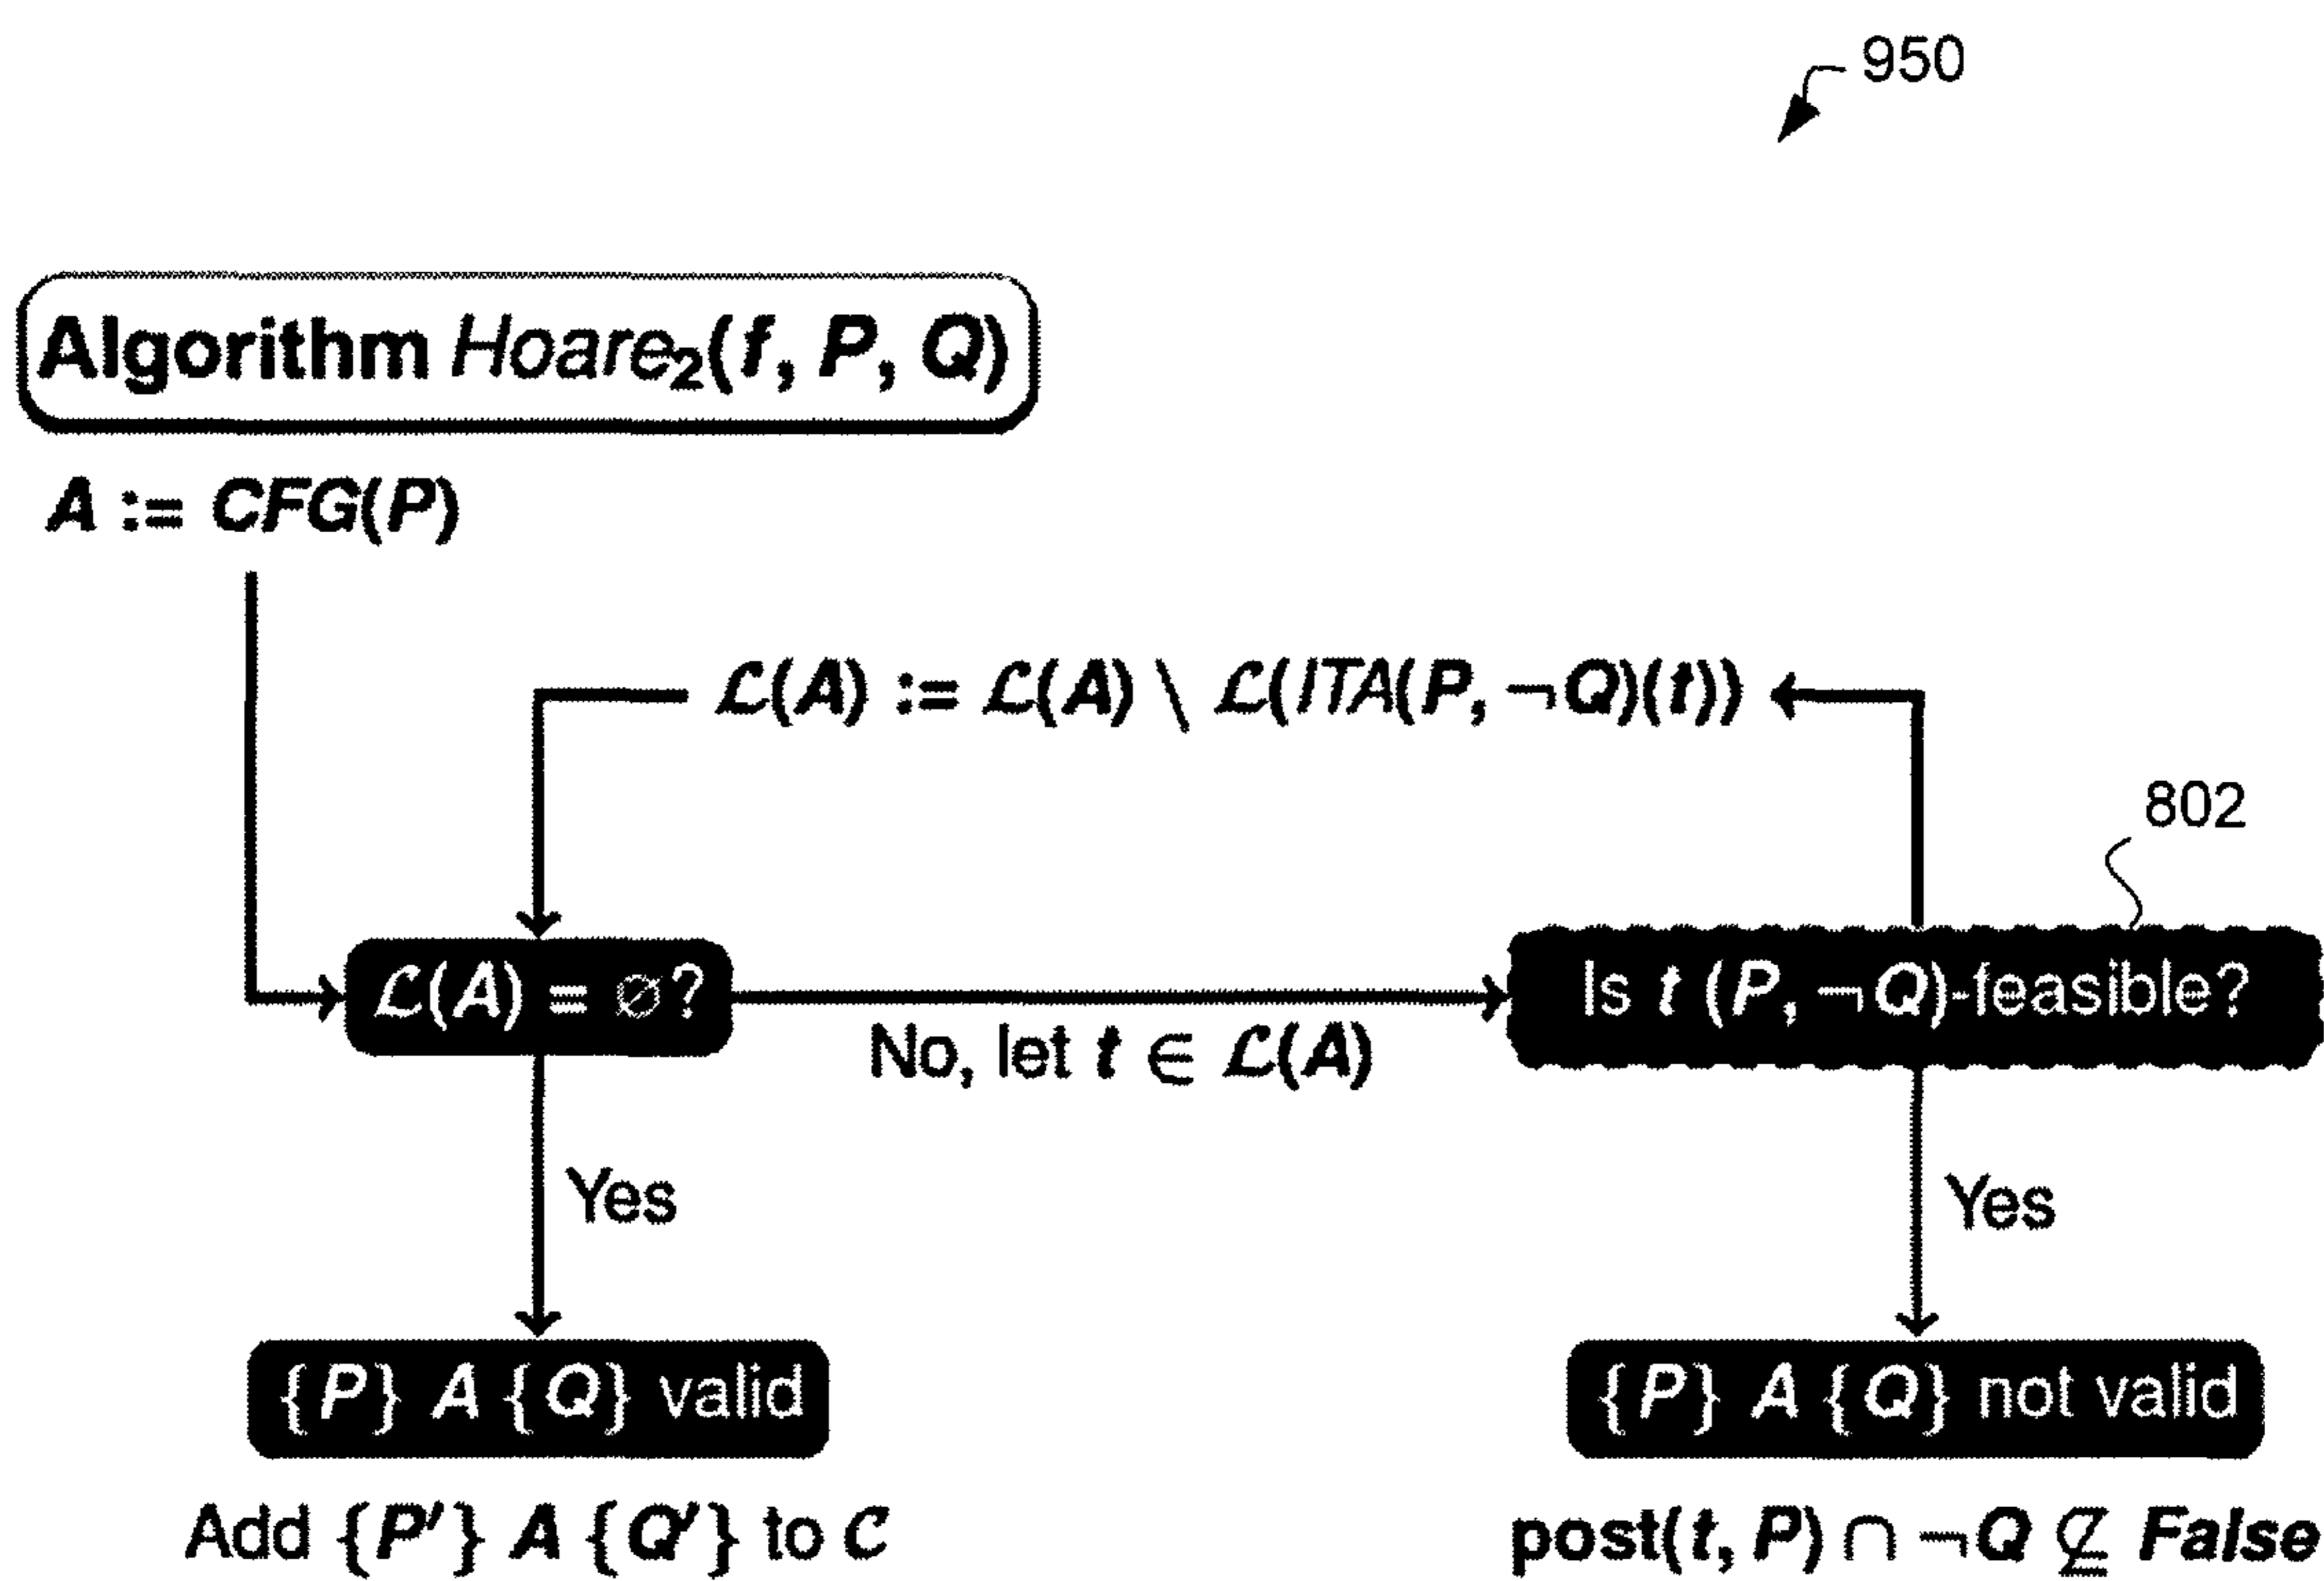 950
Algorithm Hoare₂(f, P, Q)
A := CFG(P)
ℒ(A) := ℒ(A) \ ℒ(ITA(P, ¬Q)(t))
802
ℒ(A) = ∅?
Is t (P, ¬Q)-feasible?
No, let t ∈ ℒ(A)
Yes
Yes
{P} A {Q} valid
{P} A {Q} not valid
Add {P′} A {Q′} to 𝒞
post(t, P) ∩ ¬Q ⊈ False